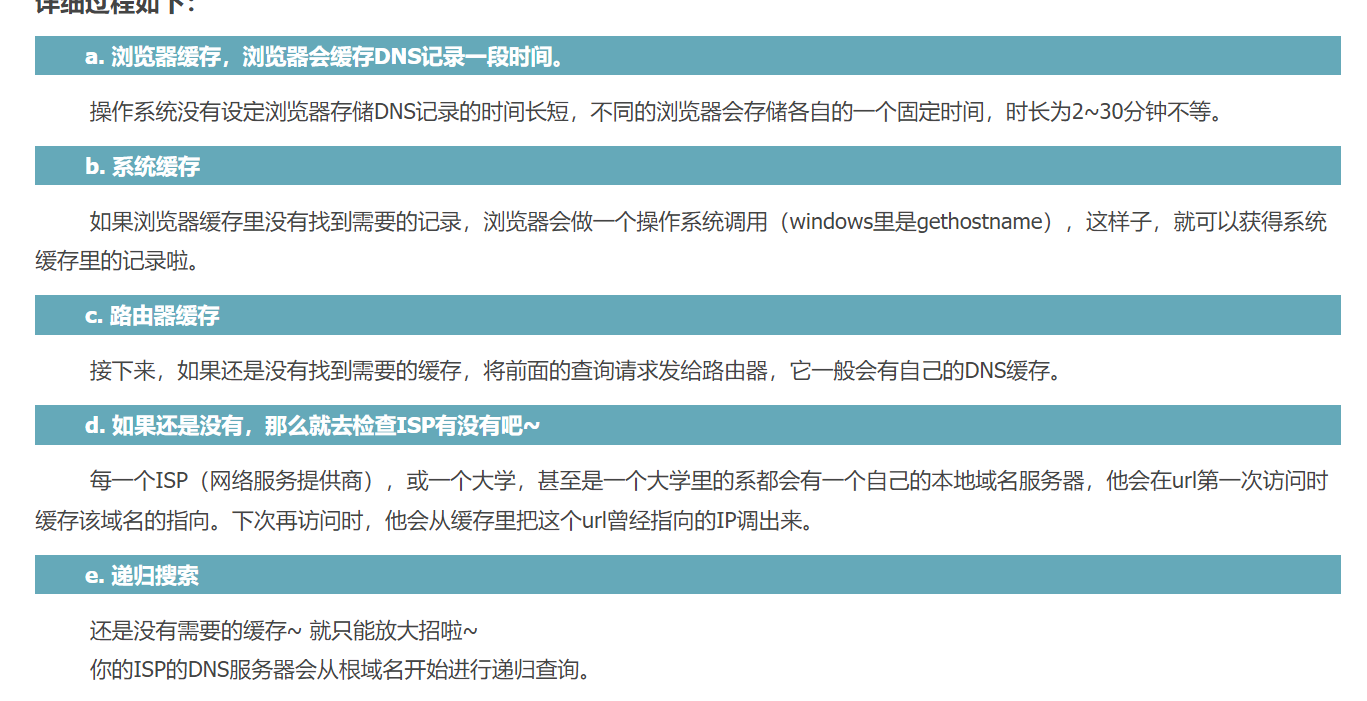 详细过程如下：
a. 浏览器缓存，浏览器会缓存DNS记录一段时间。
操作系统没有设定浏览器存储DNS记录的时间长短，不同的浏览器会存储各自的一个固定时间，时长为2~30分钟不等。
b. 系统缓存
如果浏览器缓存里没有找到需要的记录，浏览器会做一个操作系统调用（windows里是gethostname），这样子，就可以获得系统
缓存里的记录啦。
c. 路由器缓存
接下来，如果还是没有找到需要的缓存，将前面的查询请求发给路由器，它一般会有自己的DNS缓存。
d. 如果还是没有，那么就去检查ISP有没有吧~
每一个ISP（网络服务提供商），或一个大学，甚至是一个大学里的系都会有一个自己的本地域名服务器，他会在url第一次访问时
缓存该域名的指向。下次再访问时，他会从缓存里把这个url曾经指向的IP调出来。
e. 递归搜索
还是没有需要的缓存~ 就只能放大招啦~
你的ISP的DNS服务器会从根域名开始进行递归查询。